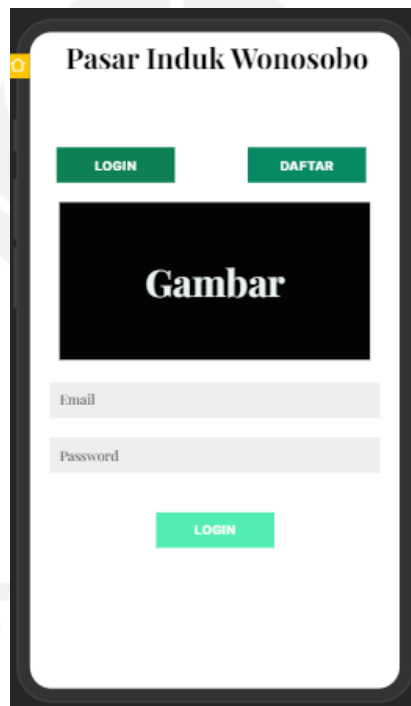 Pasar Induk Wonosobo
LOGIN
DAFTAR
Gambar
Email
Password
LOGIN